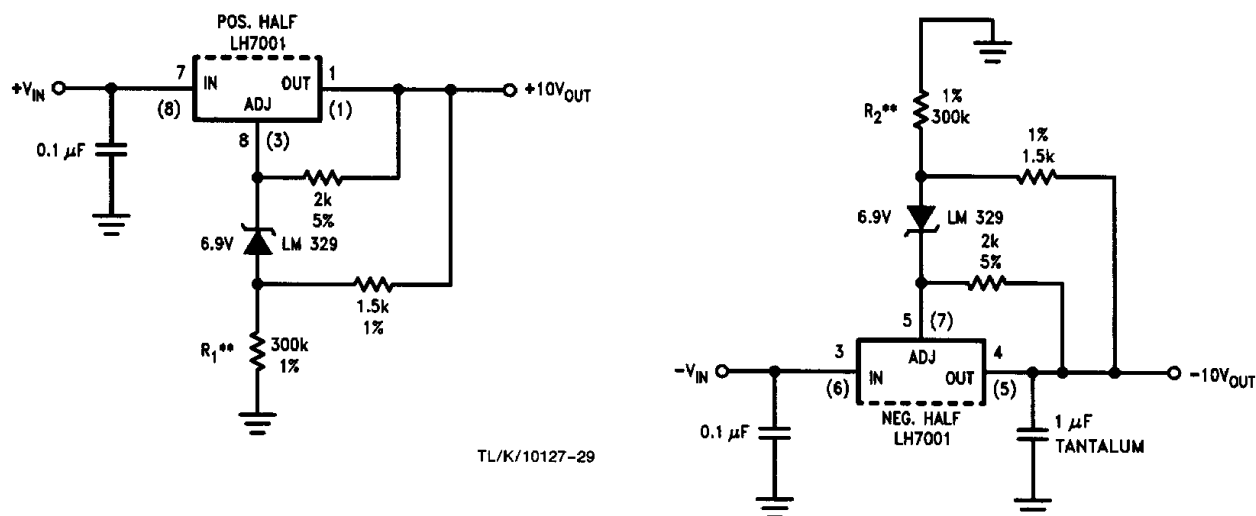 POS. HALF
LH7001
+V_IN
7
(8)
IN
OUT
ADJ
1
(1)
+10V_OUT
0.1 μF
8 (3)
2k
5%
6.9V
LM 329
1.5k
1%
R₁**
300k
1%
TL/K/10127-29
R₂**
1%
300k
1%
1.5k
6.9V
LM 329
2k
5%
5 (7)
-V_IN
3
(6)
ADJ
IN
OUT
4
(5)
-10V_OUT
NEG. HALF
LH7001
0.1 μF
1 μF
TANTALUM